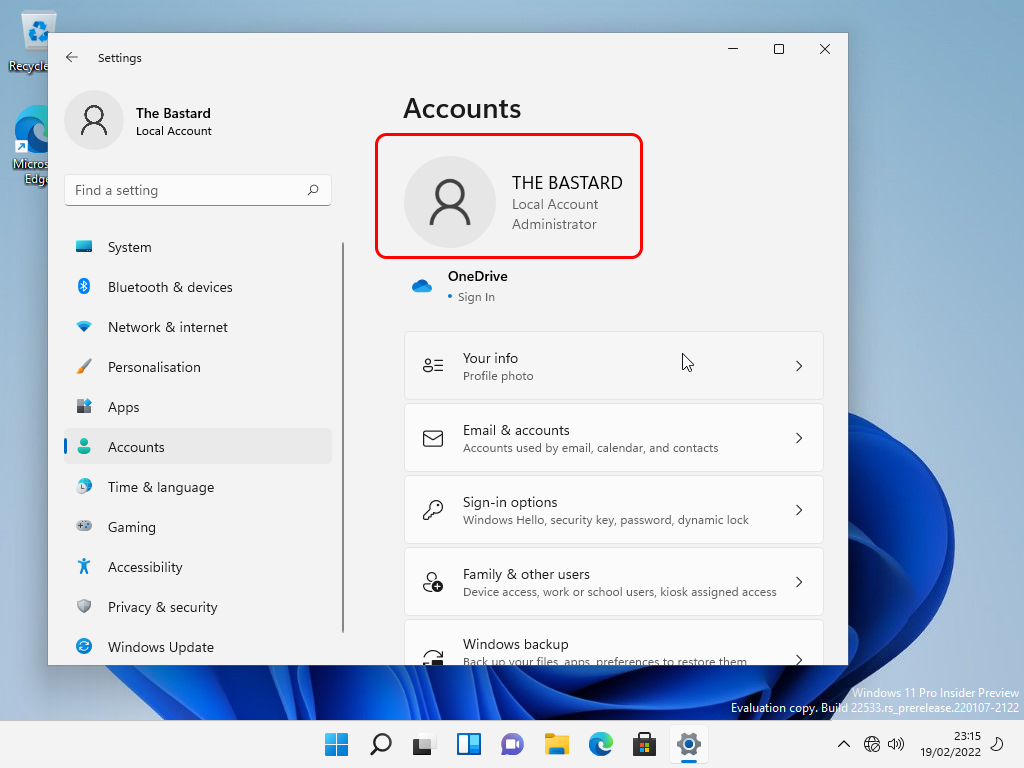 Recycle
Micros
Edge
Settings
The Bastard
Local Account
Find a setting
System
Bluetooth & devices
Network & internet
Personalisation
Apps
Accounts
Time & language
Gaming
Accessibility
Privacy & security
Windows Update
Accounts
THE BASTARD
Local Account
Administrator
OneDrive
• Sign In
Your info
Profile photo
Email & accounts
Accounts used by email, calendar, and contacts
Sign-in options
Windows Hello, security key, password, dynamic lock
Family & other users
Device access, work or school users, kiosk assigned access
Windows backup
Back up your files, apps, preferences to restore them
Windows 11 Pro Insider Preview
Evaluation copy. Build 22533.rs_prerelease.220107-2122
23:15
19/02/2022